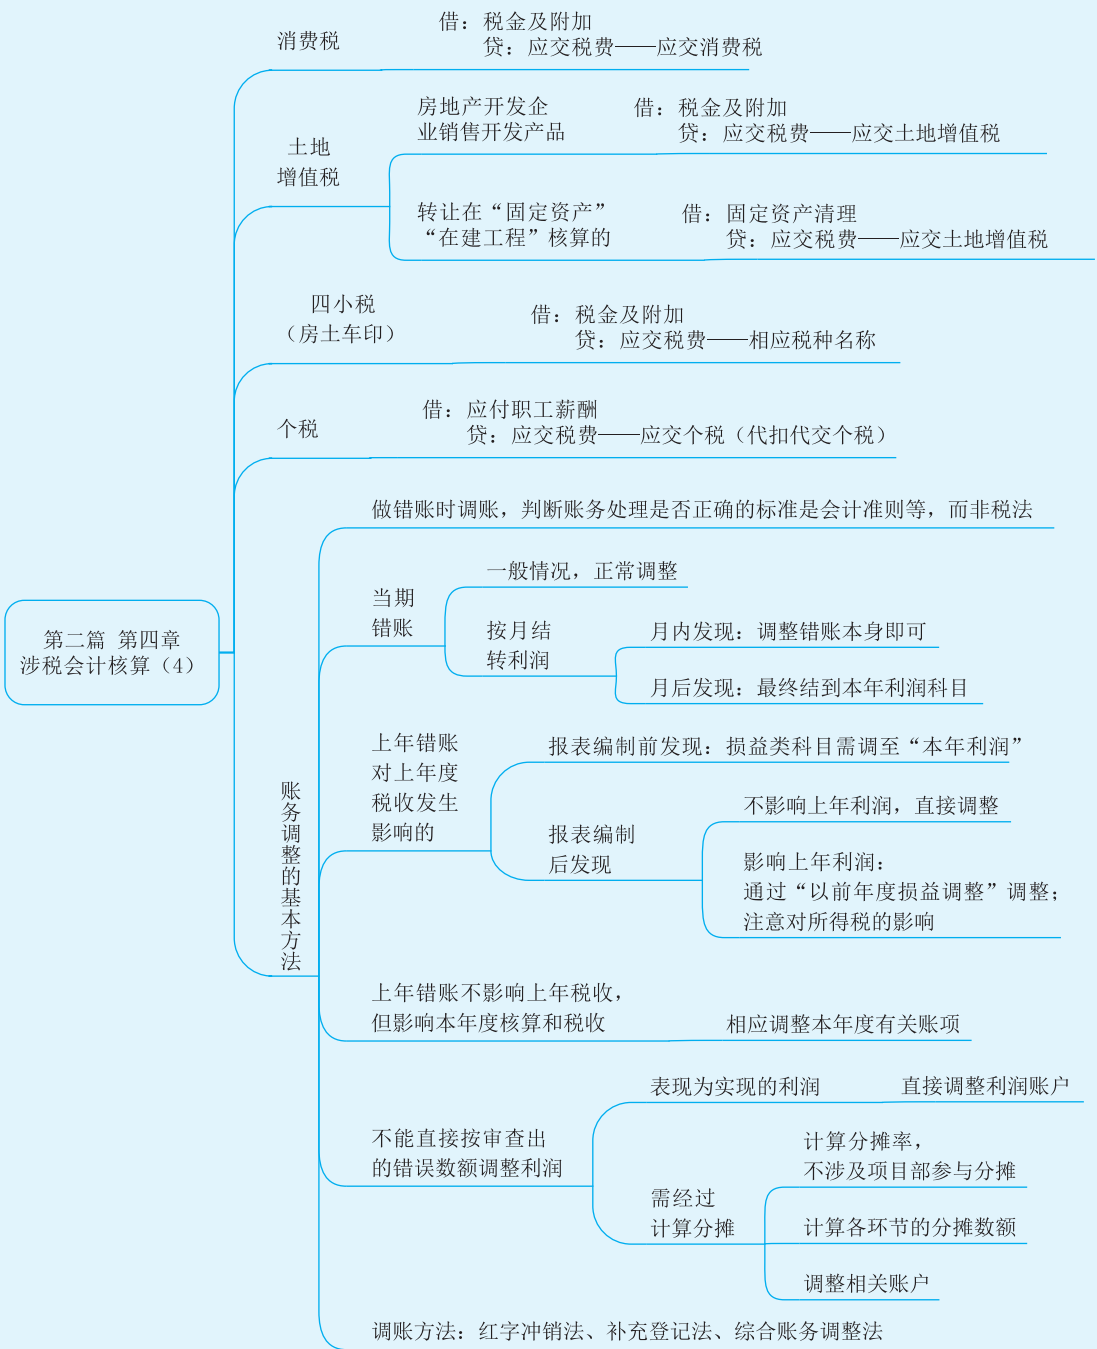 第二篇 第四章
涉税会计核算（4）
消费税
借：税金及附加
贷：应交税费——应交消费税
土地
增值税
房地产开发企
业销售开发产品
借：税金及附加
贷：应交税费——应交土地增值税
转让在“固定资产”
“在建工程”核算的
借：固定资产清理
贷：应交税费——应交土地增值税
四小税
（房土车印）
借：税金及附加
贷：应交税费——相应税种名称
个税
借：应付职工薪酬
贷：应交税费——应交个税（代扣代交个税）
账务调整的基本方法
做错账时调账，判断账务处理是否正确的标准是会计准则等，而非税法
当期
错账
一般情况，正常调整
按月结
转利润
月内发现：调整错账本身即可
月后发现：最终结到本年利润科目
上年错账
对上年度
税收发生
影响的
报表编制前发现：损益类科目需调至“本年利润”
报表编制
后发现
不影响上年利润，直接调整
影响上年利润：
通过“以前年度损益调整”调整；
注意对所得税的影响
上年错账不影响上年税收，
但影响本年度核算和税收
相应调整本年度有关账项
不能直接按审查出
的错误数额调整利润
表现为实现的利润
直接调整利润账户
需经过
计算分摊
计算分摊率，
不涉及项目部参与分摊
计算各环节的分摊数额
调整相关账户
调账方法：红字冲销法、补充登记法、综合账务调整法